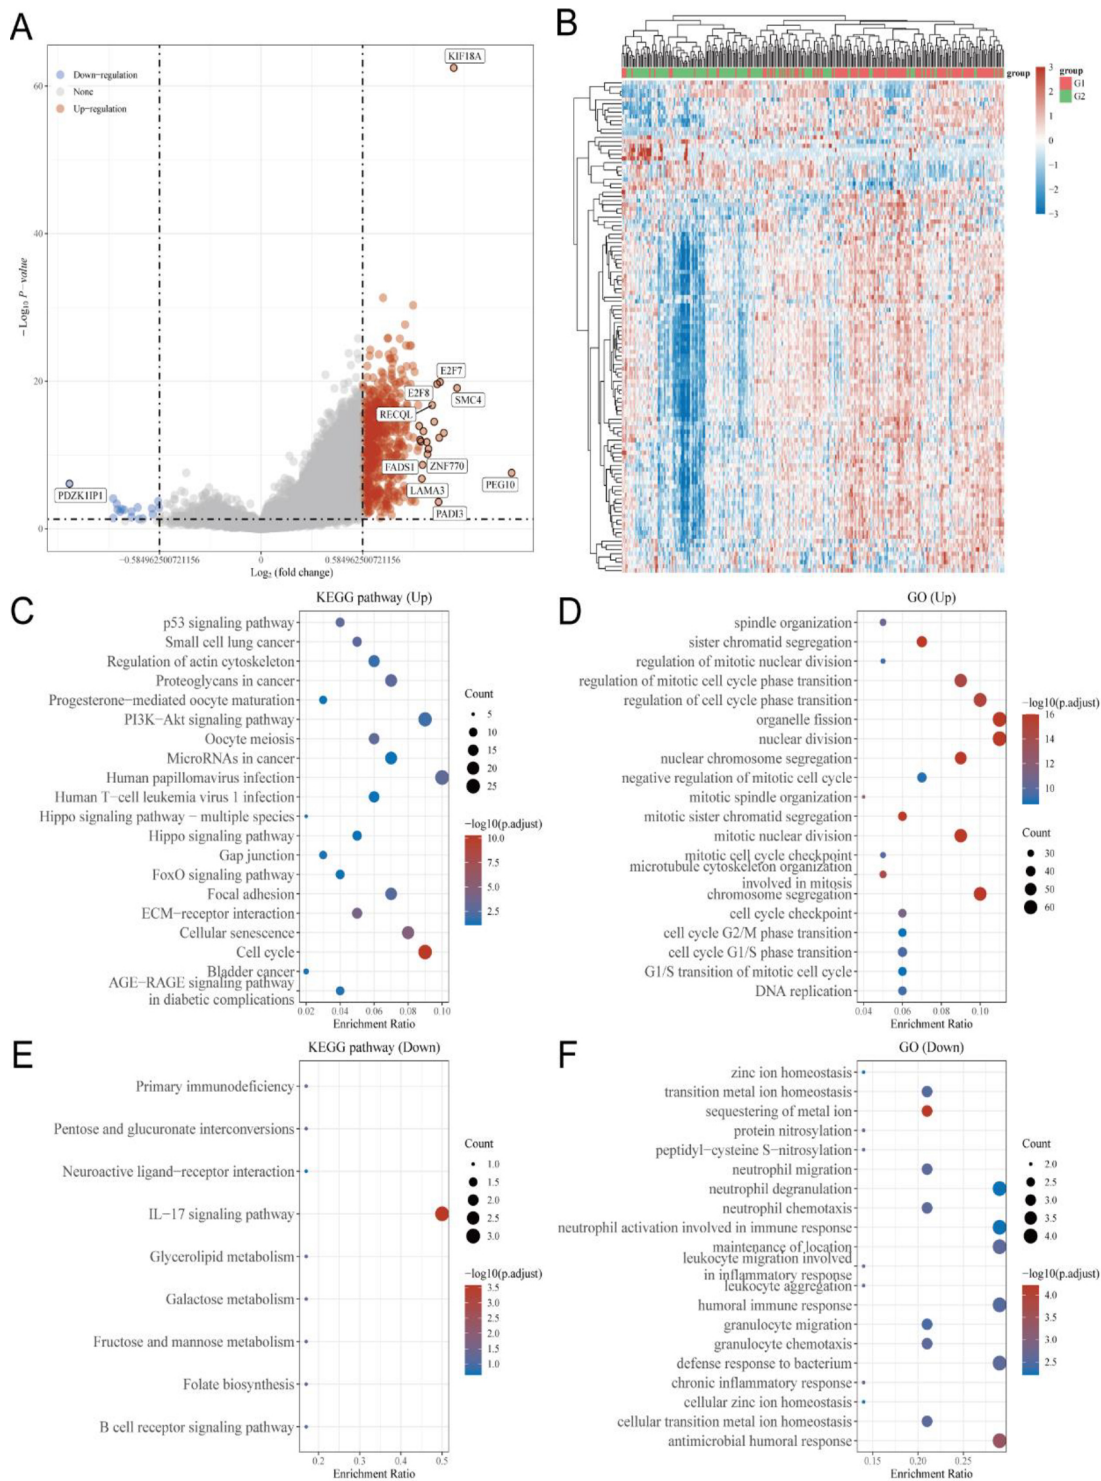 A
KIF18A
60
Down-regulation
None
Up-regulation
40
−Log10 P−value
E2F7
20
E2F8
SMC4
RECQL
FADS1
ZNF770
PEG10
PDZK1IP1
LAMA3
PADI3
0
−0.584962500721156
0
0.584962500721156
Log2 (fold change)
B
group
3
2
1
0
−1
−2
−3
group
G1
G2
C
KEGG pathway (Up)
p53 signaling pathway
Small cell lung cancer
Regulation of actin cytoskeleton
Proteoglycans in cancer
Progesterone−mediated oocyte maturation
PI3K−Akt signaling pathway
Oocyte meiosis
MicroRNAs in cancer
Human papillomavirus infection
Human T−cell leukemia virus 1 infection
Hippo signaling pathway − multiple species
Hippo signaling pathway
Gap junction
FoxO signaling pathway
Focal adhesion
ECM−receptor interaction
Cellular senescence
Cell cycle
Bladder cancer
AGE−RAGE signaling pathway
in diabetic complications
0.02 0.04 0.06 0.08 0.10
Enrichment Ratio
Count
5
10
15
20
25
−log10(p.adjust)
10.0
7.5
5.0
2.5
D
GO (Up)
spindle organization
sister chromatid segregation
regulation of mitotic nuclear division
regulation of mitotic cell cycle phase transition
regulation of cell cycle phase transition
organelle fission
nuclear division
nuclear chromosome segregation
negative regulation of mitotic cell cycle
mitotic spindle organization
mitotic sister chromatid segregation
mitotic nuclear division
mitotic cell cycle checkpoint
microtubule cytoskeleton organization
involved in mitosis
chromosome segregation
cell cycle checkpoint
cell cycle G2/M phase transition
cell cycle G1/S phase transition
G1/S transition of mitotic cell cycle
DNA replication
0.04 0.06 0.08 0.10
Enrichment Ratio
−log10(p.adjust)
16
14
12
10
Count
30
40
50
60
E
KEGG pathway (Down)
Primary immunodeficiency
Pentose and glucuronate interconversions
Neuroactive ligand−receptor interaction
IL−17 signaling pathway
Glycerolipid metabolism
Galactose metabolism
Fructose and mannose metabolism
Folate biosynthesis
B cell receptor signaling pathway
0.2 0.3 0.4 0.5
Enrichment Ratio
Count
1.0
1.5
2.0
2.5
3.0
−log10(p.adjust)
3.5
3.0
2.5
2.0
1.5
1.0
F
GO (Down)
zinc ion homeostasis
transition metal ion homeostasis
sequestering of metal ion
protein nitrosylation
peptidyl−cysteine S−nitrosylation
neutrophil migration
neutrophil degranulation
neutrophil chemotaxis
neutrophil activation involved in immune response
maintenance of location
leukocyte migration involved
in inflammatory response
leukocyte aggregation
humoral immune response
granulocyte migration
granulocyte chemotaxis
defense response to bacterium
chronic inflammatory response
cellular zinc ion homeostasis
cellular transition metal ion homeostasis
antimicrobial humoral response
0.15 0.20 0.25
Enrichment Ratio
Count
2.0
2.5
3.0
3.5
4.0
−log10(p.adjust)
4.0
3.5
3.0
2.5